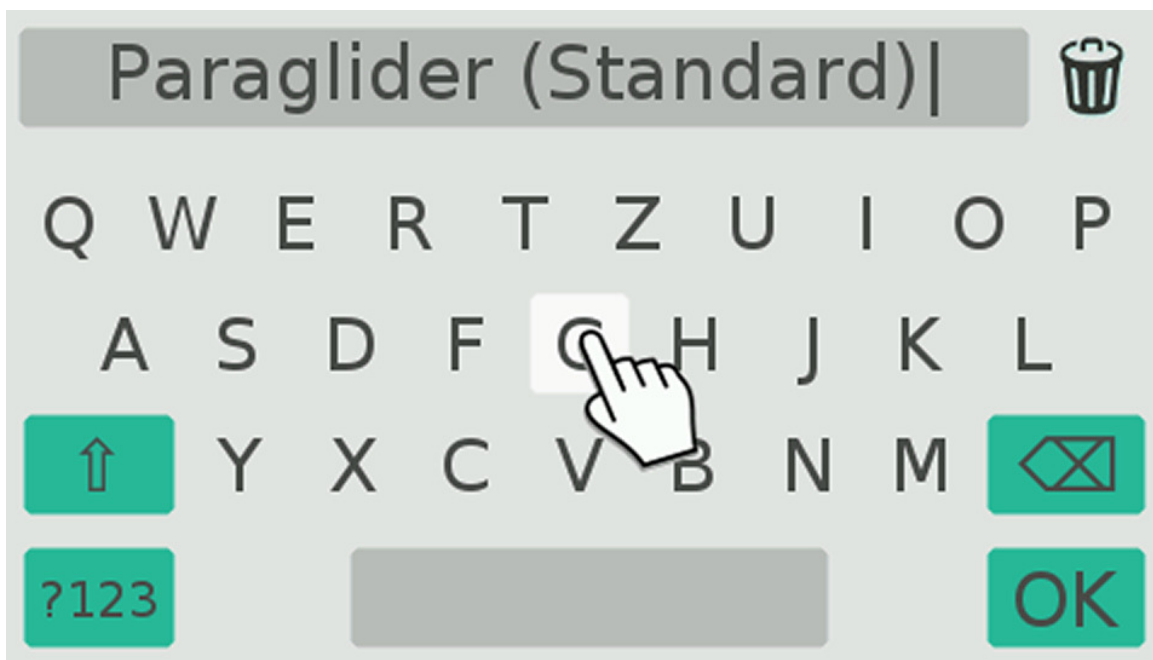 Paraglider (Standard)|
Q W E R T Z U I O P
A S D F G H J K L
⇧ Y X C V B N M ⌫
?123 OK